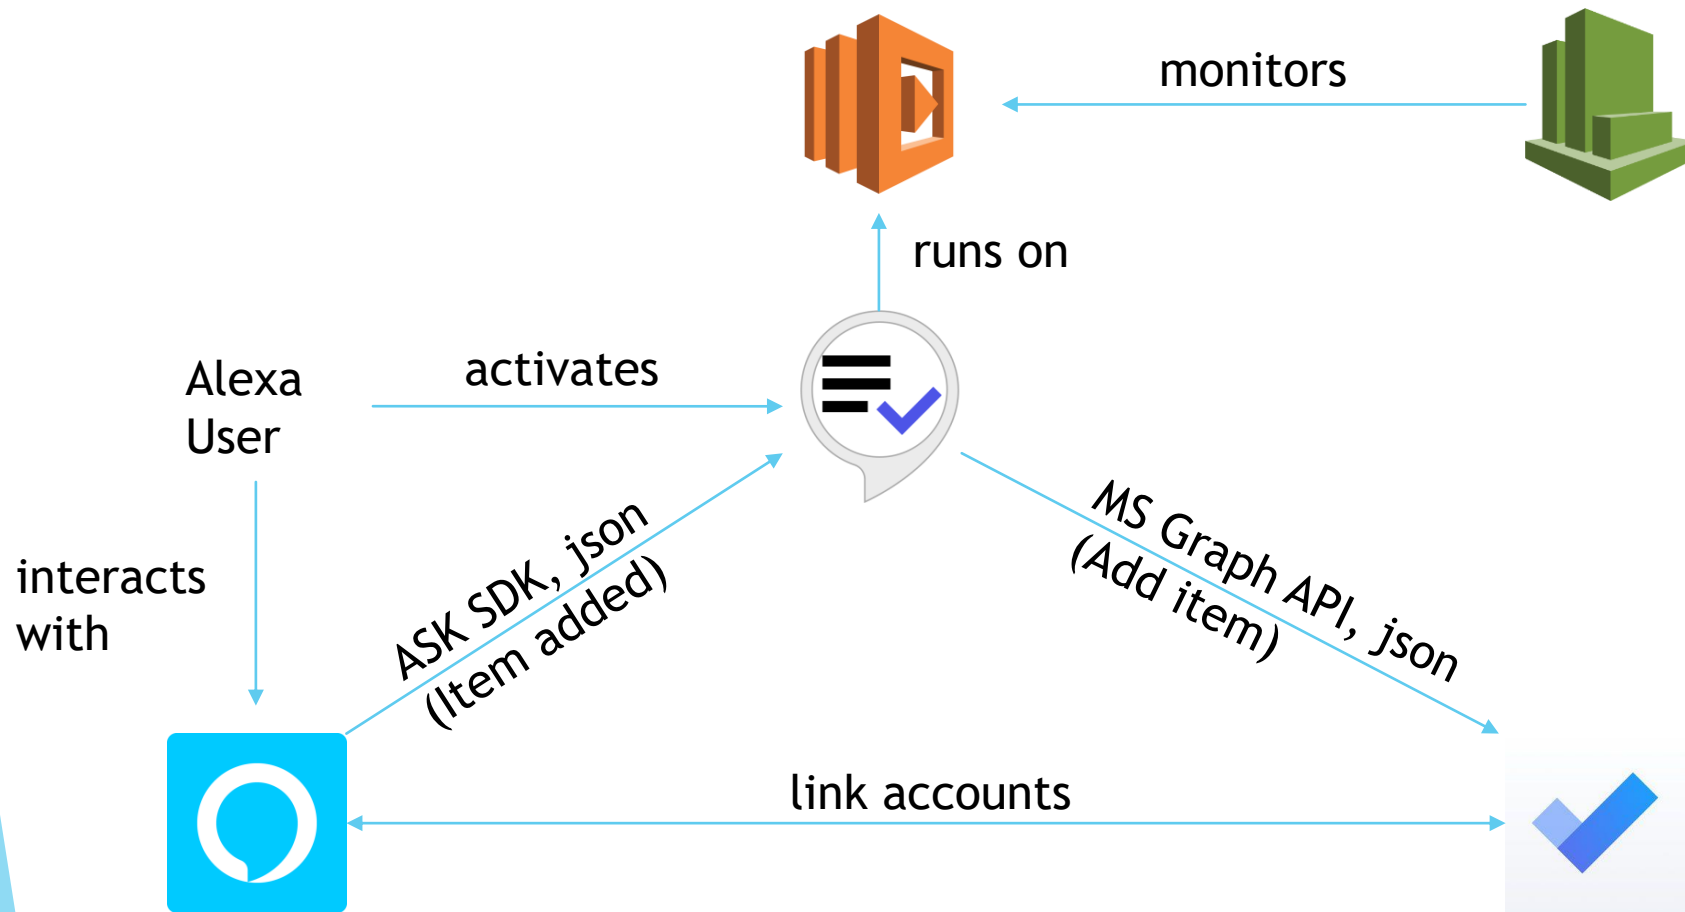 monitors
runs on
Alexa
User
activates
interacts
with
ASK SDK, json
(Item added)
MS Graph API, json
(Add item)
link accounts